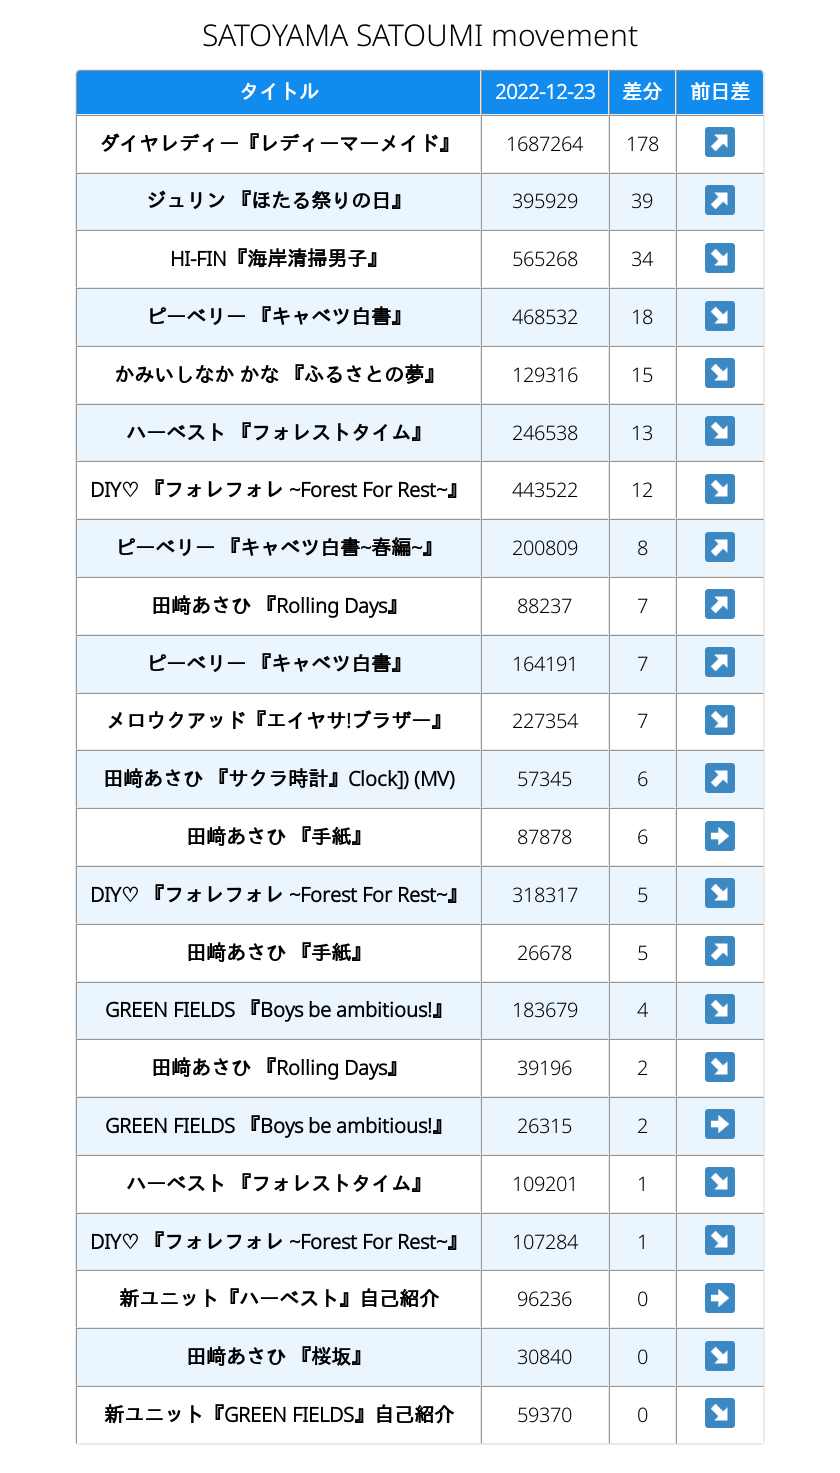 SATOYAMA SATOUMI movement
タイトル 2022-12-23 差分 前日差
ダイヤレディー『レディーマーメイド』 1687264 178 ↗
ジュリン 『ほたる祭りの日』 395929 39 ↗
HI-FIN『海岸清掃男子』 565268 34 ↘
ピーベリー 『キャベツ白書』 468532 18 ↘
かみいしなか かな 『ふるさとの夢』 129316 15 ↘
ハーベスト 『フォレストタイム』 246538 13 ↘
DIY♡ 『フォレフォレ ~Forest For Rest~』 443522 12 ↘
ピーベリー 『キャベツ白書~春編~』 200809 8 ↗
田﨑あさひ 『Rolling Days』 88237 7 ↗
ピーベリー 『キャベツ白書』 164191 7 ↗
メロウクアッド『エイヤサ!ブラザー』 227354 7 ↘
田﨑あさひ 『サクラ時計』Clock]) (MV) 57345 6 ↗
田﨑あさひ 『手紙』 87878 6 ➡
DIY♡ 『フォレフォレ ~Forest For Rest~』 318317 5 ↘
田﨑あさひ 『手紙』 26678 5 ↗
GREEN FIELDS 『Boys be ambitious!』 183679 4 ↘
田﨑あさひ 『Rolling Days』 39196 2 ↘
GREEN FIELDS 『Boys be ambitious!』 26315 2 ➡
ハーベスト 『フォレストタイム』 109201 1 ↘
DIY♡ 『フォレフォレ ~Forest For Rest~』 107284 1 ↘
新ユニット『ハーベスト』自己紹介 96236 0 ➡
田﨑あさひ 『桜坂』 30840 0 ↘
新ユニット『GREEN FIELDS』自己紹介 59370 0 ↘